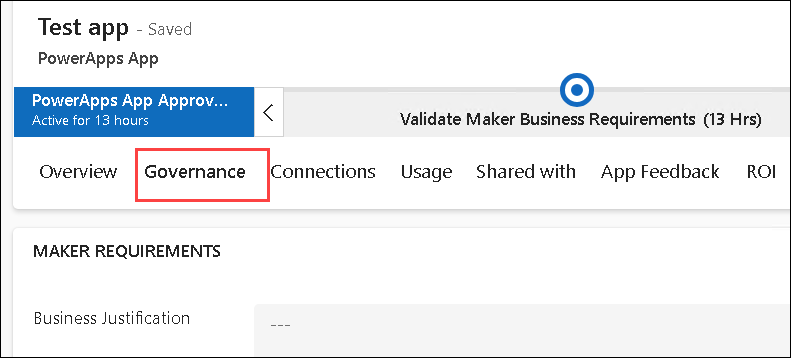 Test app - Saved
PowerApps App
PowerApps App Approv...
Active for 13 hours
Validate Maker Business Requirements (13 Hrs)
Overview Governance Connections Usage Shared with App Feedback ROI
MAKER REQUIREMENTS
Business Justification ---